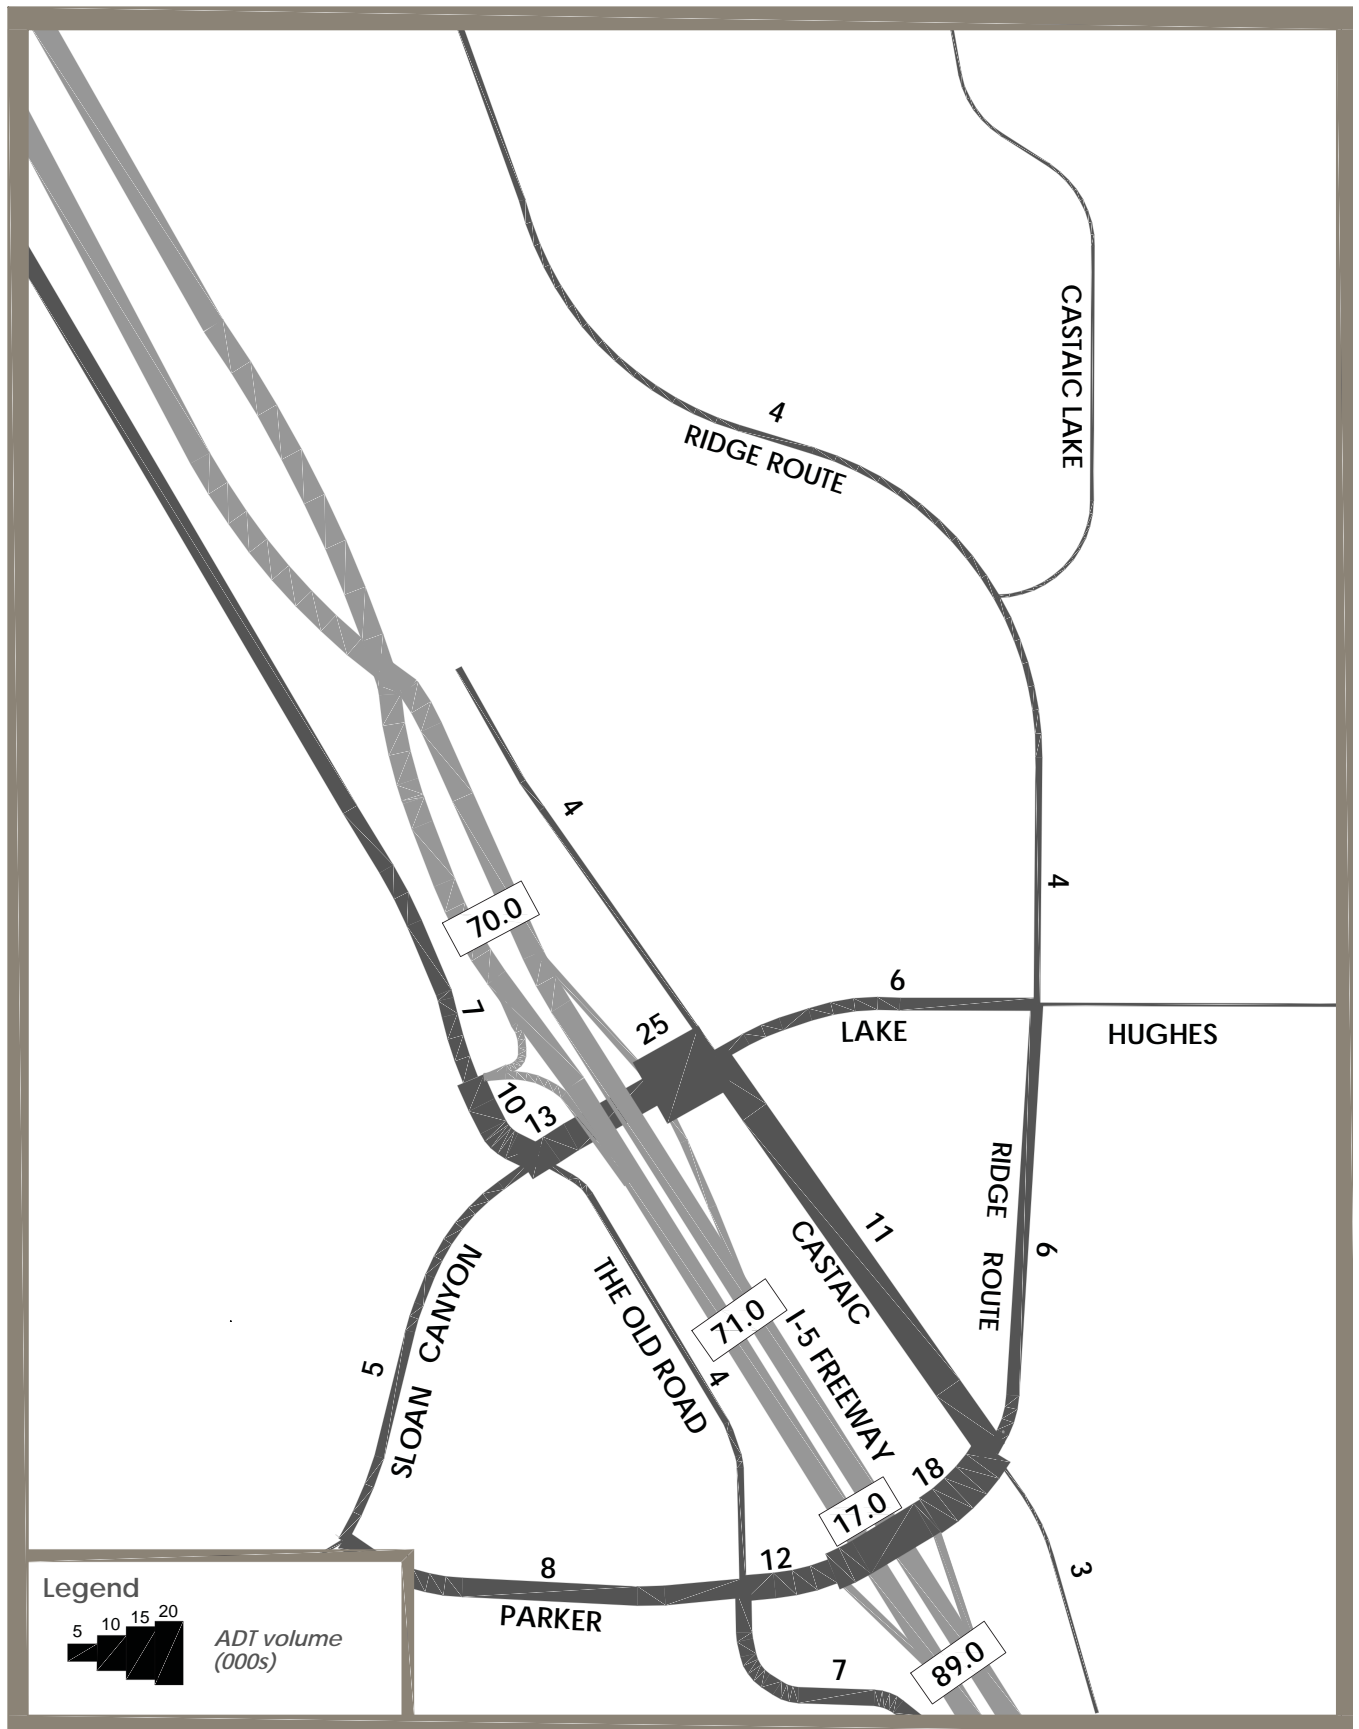 CASTAIC LAKE
4
RIDGE ROUTE
4
4
70.0
6
7
25
LAKE
HUGHES
10
13
RIDGE ROUTE
11
6
CASTAIC
SLOAN CANYON
THE OLD ROAD
71.0
I-5 FREEWAY
5
4
18
17.0
12
8
3
PARKER
89.0
7
Legend
5 10 15 20
ADT volume
(000s)